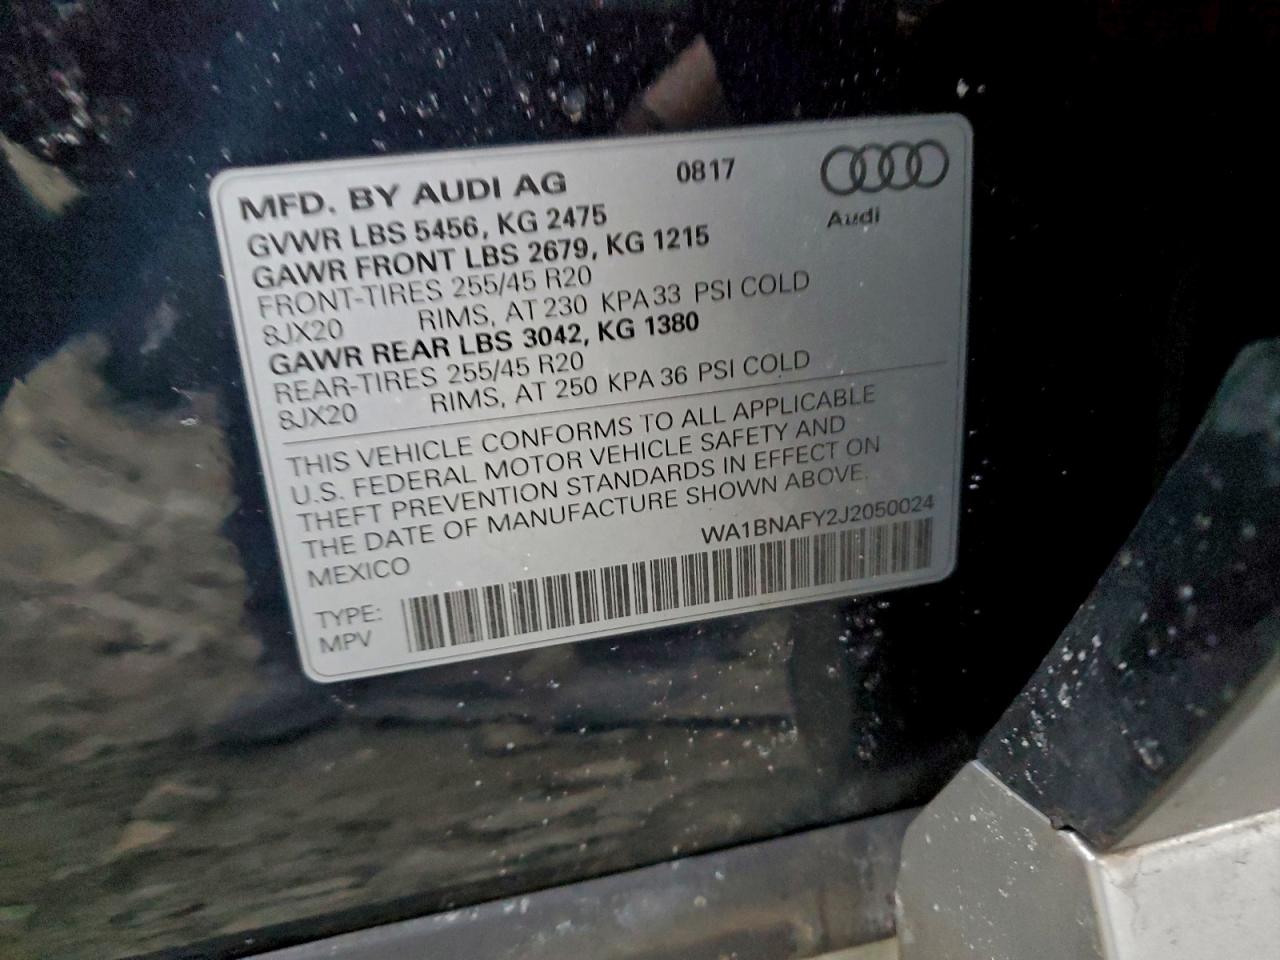 MFD. BY AUDI AG 0817
Audi
GVWR LBS 5456, KG 2475
GAWR FRONT LBS 2679, KG 1215
FRONT-TIRES 255/45 R20
8JX20 RIMS, AT 230 KPA 33 PSI COLD
GAWR REAR LBS 3042, KG 1380
REAR-TIRES 255/45 R20
8JX20 RIMS, AT 250 KPA 36 PSI COLD
THIS VEHICLE CONFORMS TO ALL APPLICABLE
U.S. FEDERAL MOTOR VEHICLE SAFETY AND
THEFT PREVENTION STANDARDS IN EFFECT ON
THE DATE OF MANUFACTURE SHOWN ABOVE.
MEXICO WA1BNAFY2J2050024
TYPE:
MPV